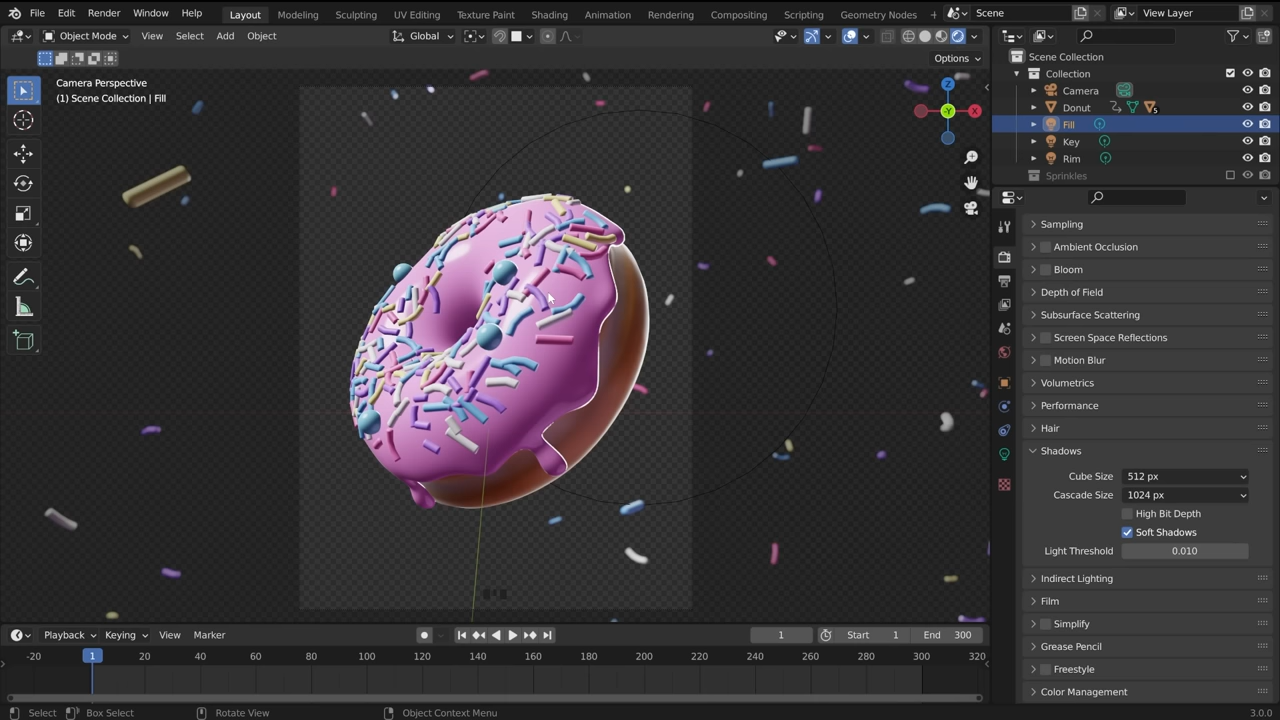 File Edit Render Window Help Layout Modeling Sculpting UV Editing Texture Paint Shading Animation Rendering Compositing Scripting Geometry Nodes + Scene View Layer
Object Mode View Select Add Object Global
Options
Camera Perspective
(1) Scene Collection | Fill
Z
X
Y
Scene Collection
Collection
Camera
Donut 5
Fill
Key
Rim
Sprinkles
Sampling
Ambient Occlusion
Bloom
Depth of Field
Subsurface Scattering
Screen Space Reflections
Motion Blur
Volumetrics
Performance
Hair
Shadows
Cube Size 512 px
Cascade Size 1024 px
High Bit Depth
Soft Shadows
Light Threshold 0.010
Indirect Lighting
Film
Simplify
Grease Pencil
Freestyle
Color Management
Playback Keying View Marker 1 Start 1 End 300
-20 1 20 40 60 80 100 120 140 160 180 200 220 240 260 280 300 320
Select Box Select Rotate View Object Context Menu 3.0.0